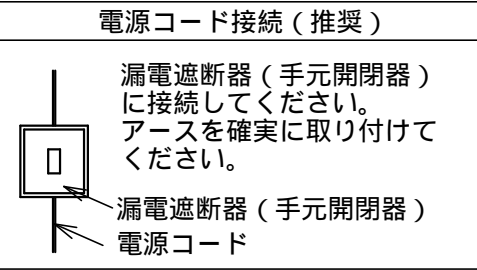 電源コード接続（推奨）
漏電遮断器（手元開閉器）
に接続してください。
アースを確実に取り付けて
ください。
漏電遮断器（手元開閉器）
電源コード